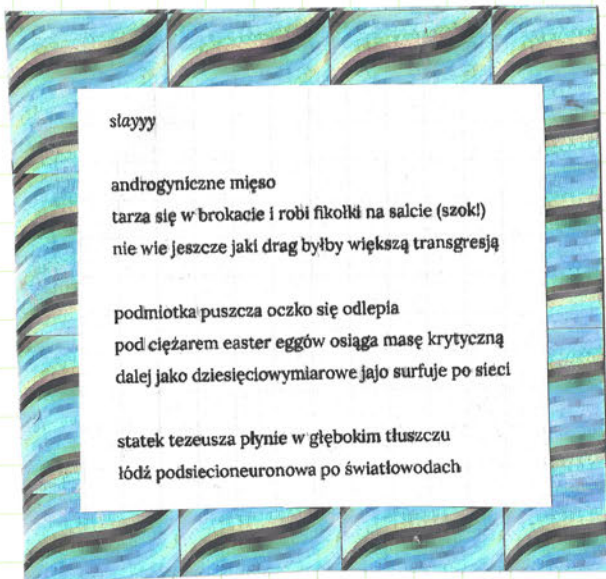 slayyy
androgyniczne mięso
tarza się w brokacie i robi fikołki na salcie (szok!)
nie wie jeszcze jaki drag byłby większą transgresją
podmiotka puszcza oczko się odlepia
pod ciężarem easter eggów osiąga masę krytyczną
dalej jako dziesięciowymiarowe jajo surfuje po sieci
statek tezeusza płynie w głębokim tłuszczu
łódź podsiecioneuronowa po światłowodach